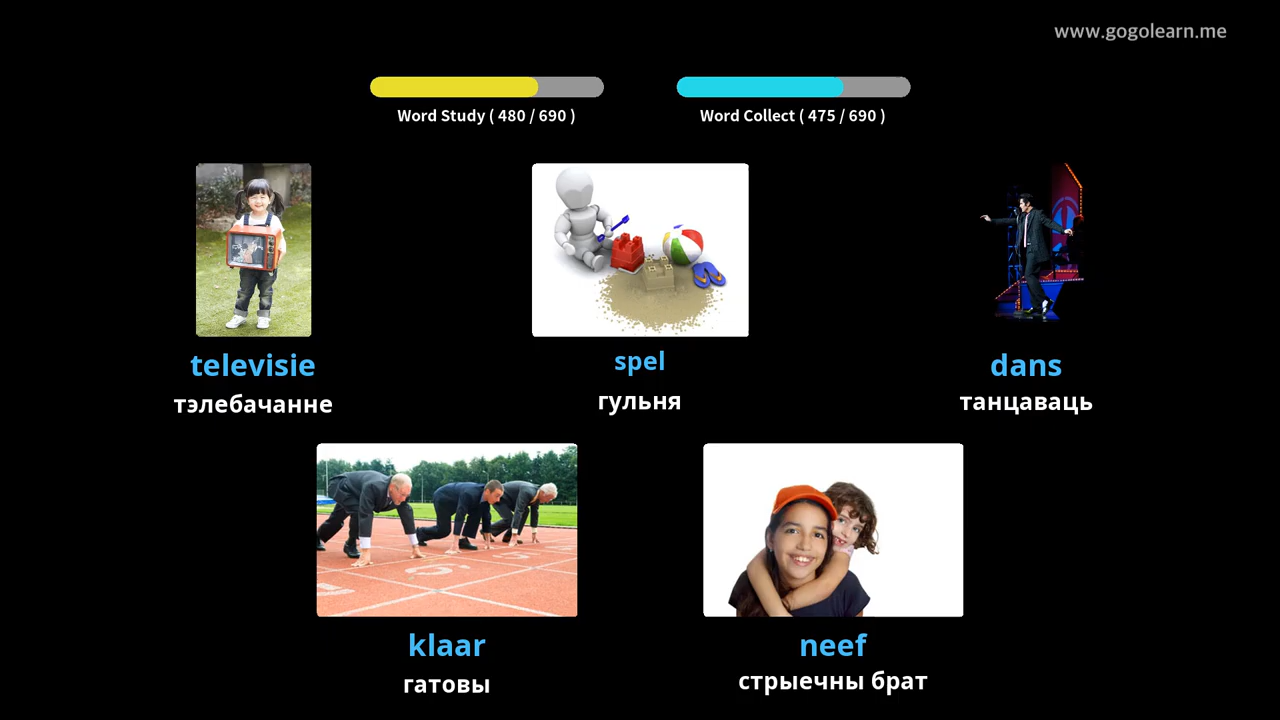 www.gogolearn.me
Word Study ( 480 / 690 )
Word Collect ( 475 / 690 )
televisie
тэлебачанне
spel
гульня
dans
танцаваць
klaar
гатовы
neef
стрыечны брат